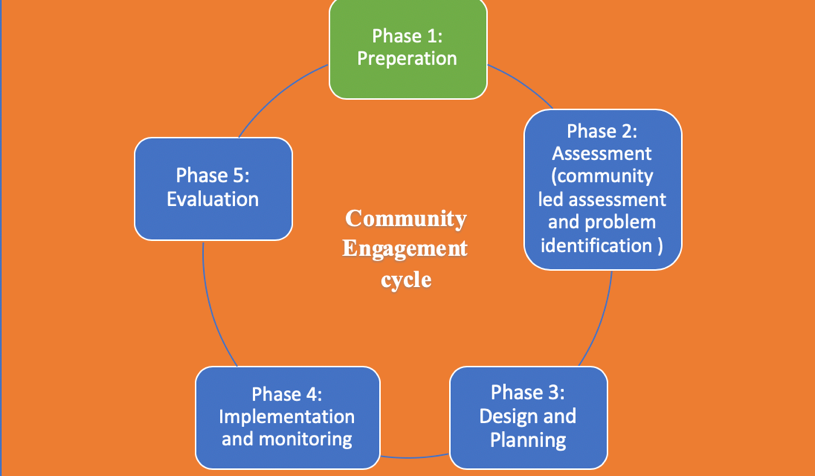 Phase 1:
Preperation
Phase 2:
Assessment
(community
led assessment
and problem
identification )
Phase 3:
Design and
Planning
Phase 4:
Implementation
and monitoring
Phase 5:
Evaluation
Community
Engagement
cycle